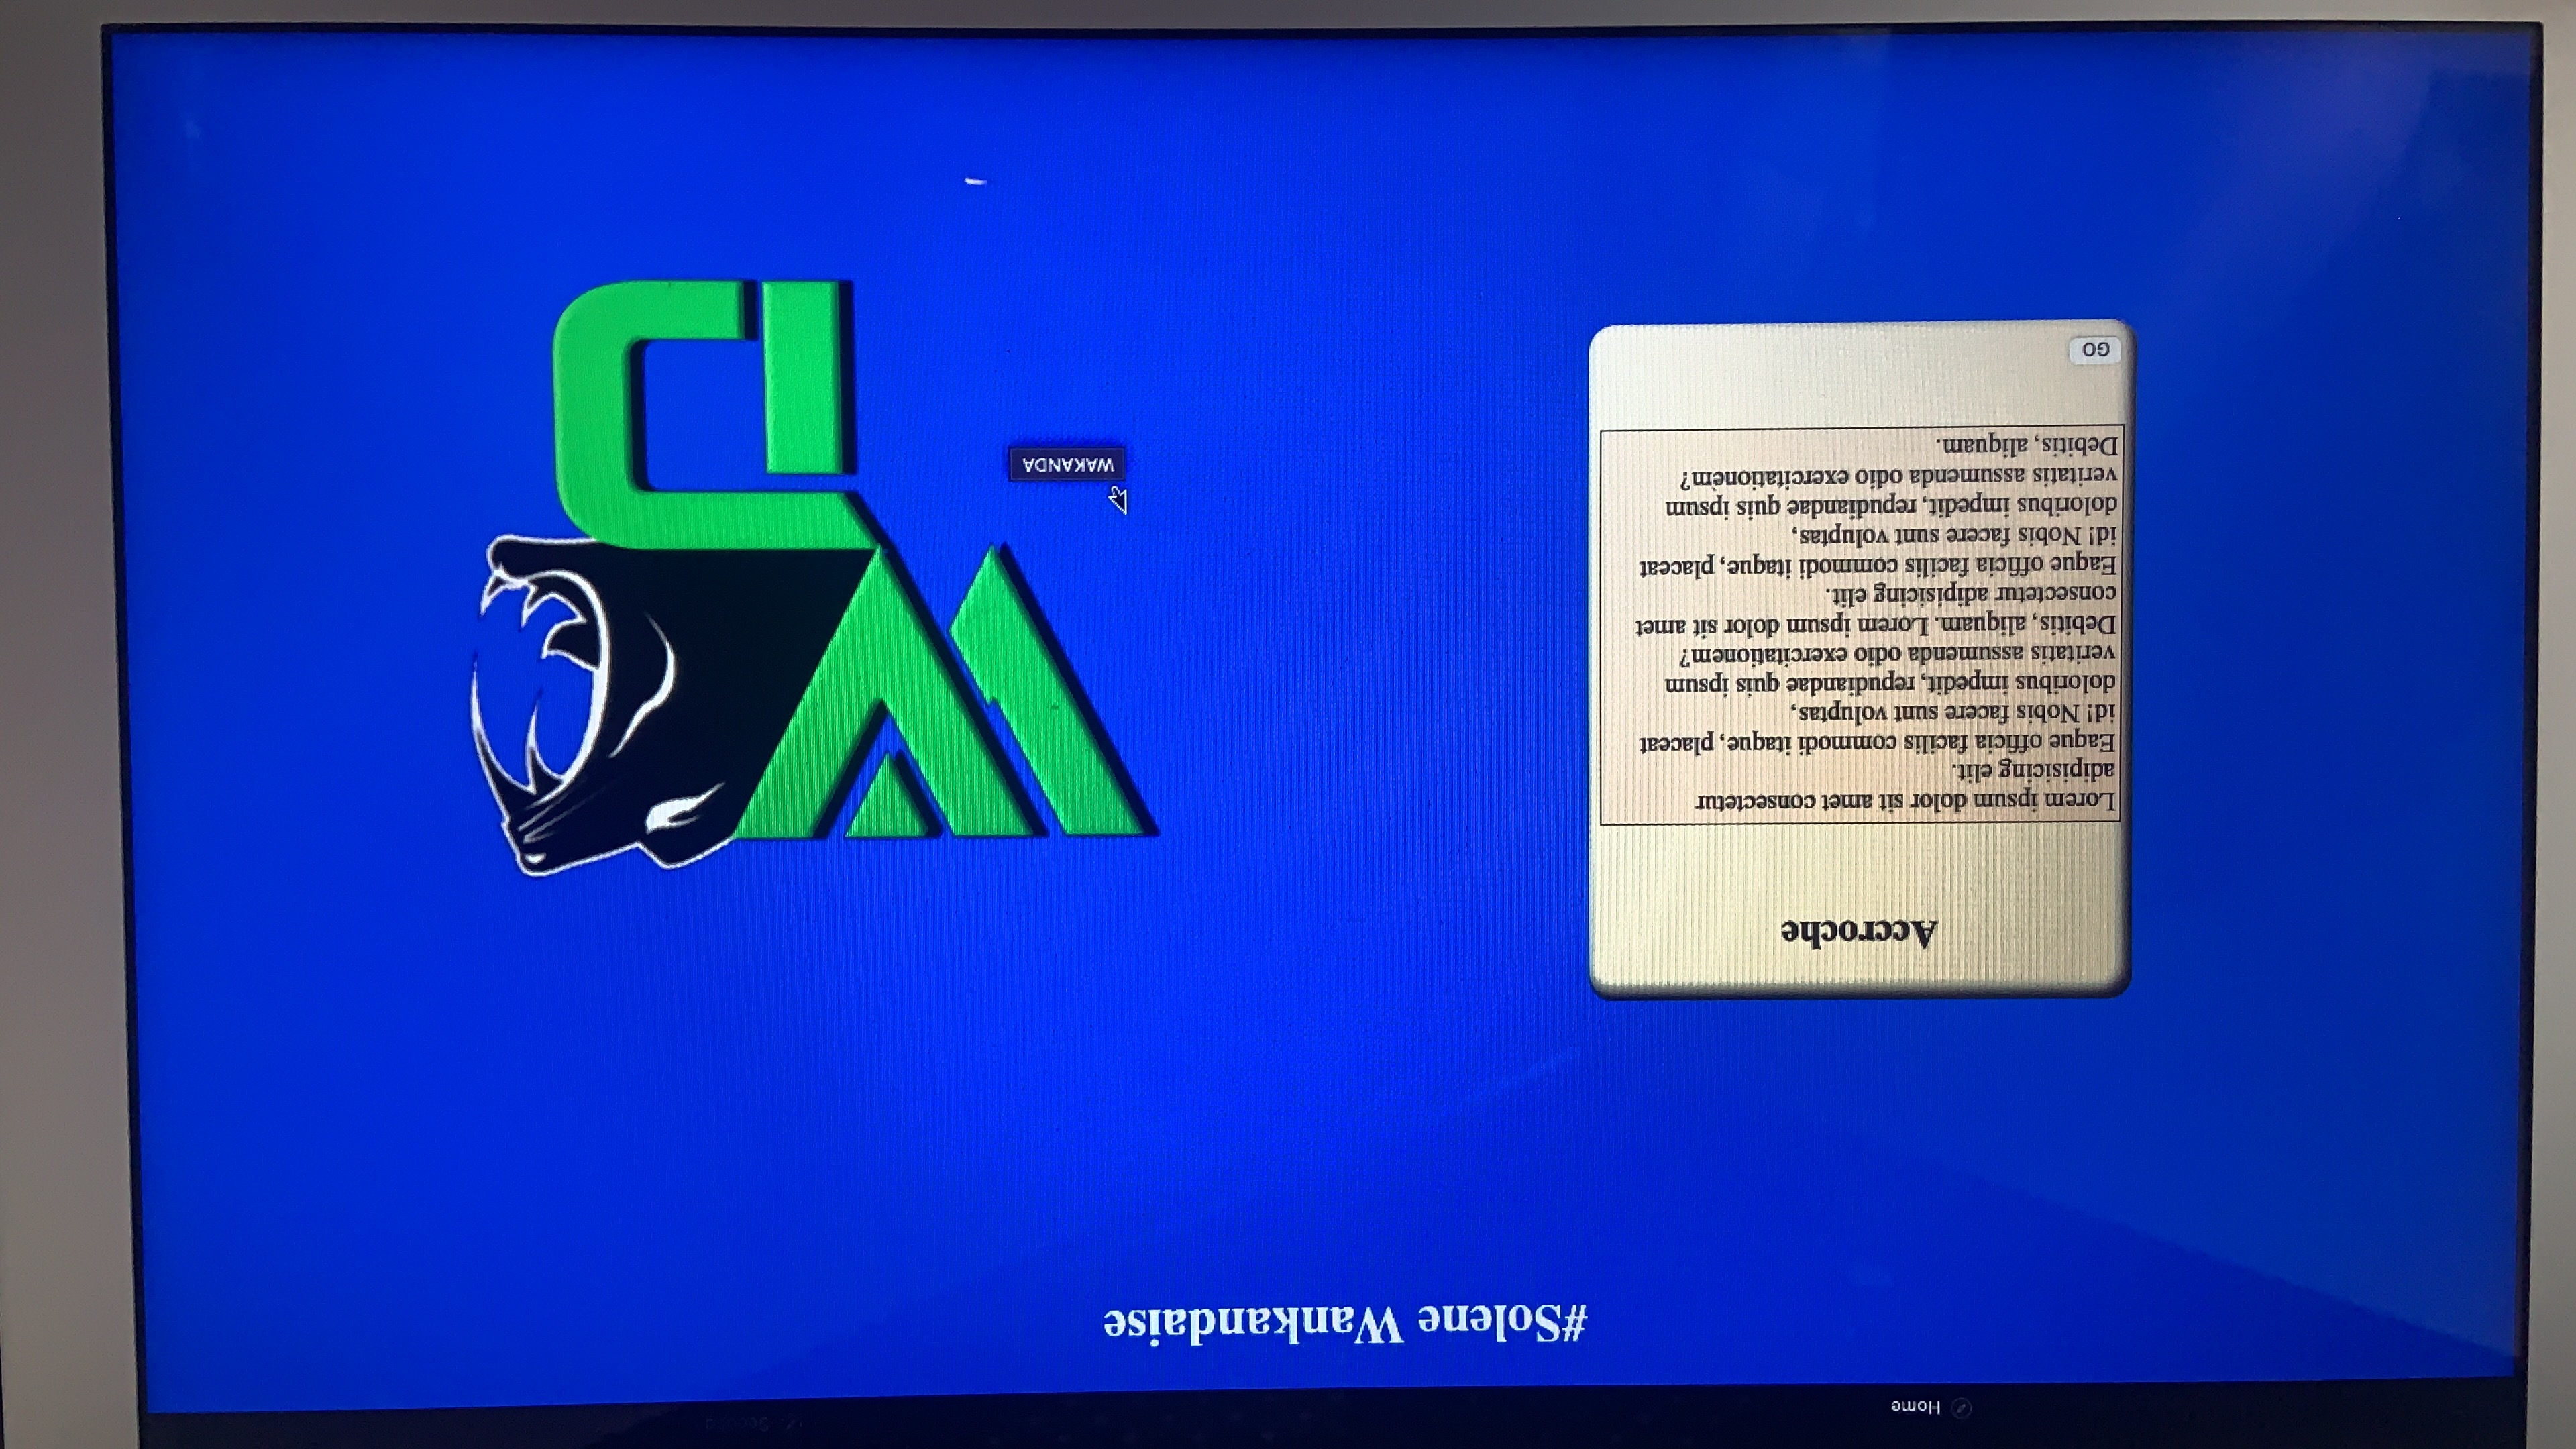 Home
#Solene Wankandaise
Accroche
Lorem ipsum dolor sit amet consectetur
adipisicing elit.
Eaque officia facilis commodi itaque, placeat
id! Nobis facere sunt voluptas,
doloribus impedit, repudiandae quis ipsum
veritatis assumenda odio exercitationem?
Debitis, aliquam. Lorem ipsum dolor sit amet
consectetur adipisicing elit.
Eaque officia facilis commodi itaque, placeat
id! Nobis facere sunt voluptas,
doloribus impedit, repudiandae quis ipsum
veritatis assumenda odio exercitationem?
Debitis, aliquam.
GO
WD
WAKANDA